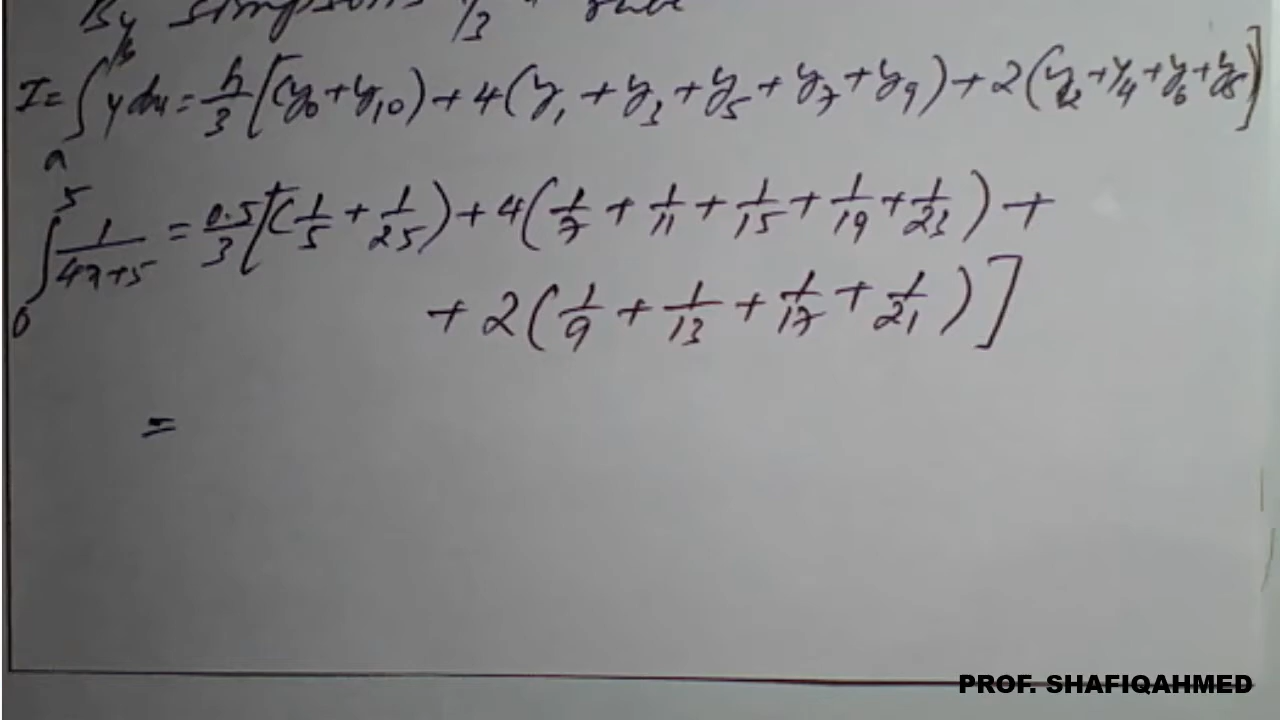 By Simpson's 1/3 rule
I = ∫ₐᵇ y dx = h/3 [(y₀ + y₁₀) + 4(y₁ + y₃ + y₅ + y₇ + y₉) + 2(y₂ + y₄ + y₆ + y₈)]
∫₀⁵ 1/(4x+5) = 0.5/3 [(1/5 + 1/25) + 4(1/7 + 1/11 + 1/15 + 1/19 + 1/23) +
+ 2(1/9 + 1/13 + 1/17 + 1/21)]
=
PROF. SHAFIQAHMED